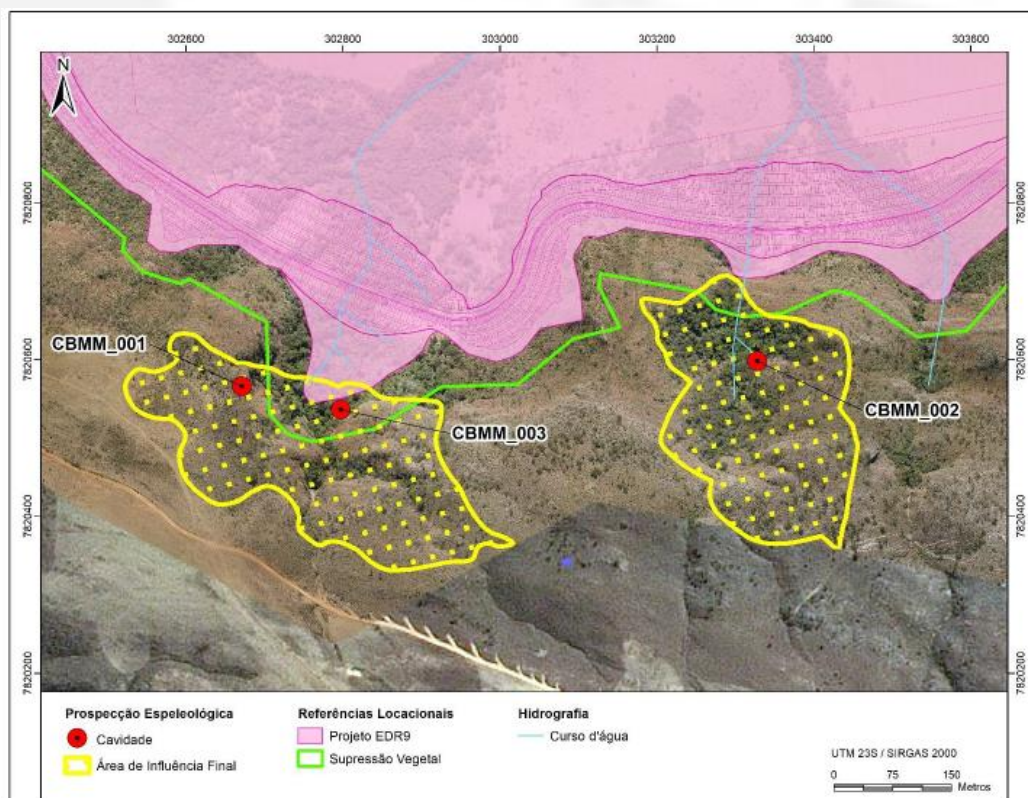 302600 302800 303000 303200 303400 303600
N
7820800 7820800
CBMM_001
7820600 7820600
CBMM_002
CBMM_003
7820400 7820400
7820200 7820200
Prospecção Espeleológica
Cavidade
Área de Influência Final
Referências Locacionais
Projeto EDR9
Supressão Vegetal
Hidrografia
Curso d'água
UTM 23S / SIRGAS 2000
0 75 150
Metros